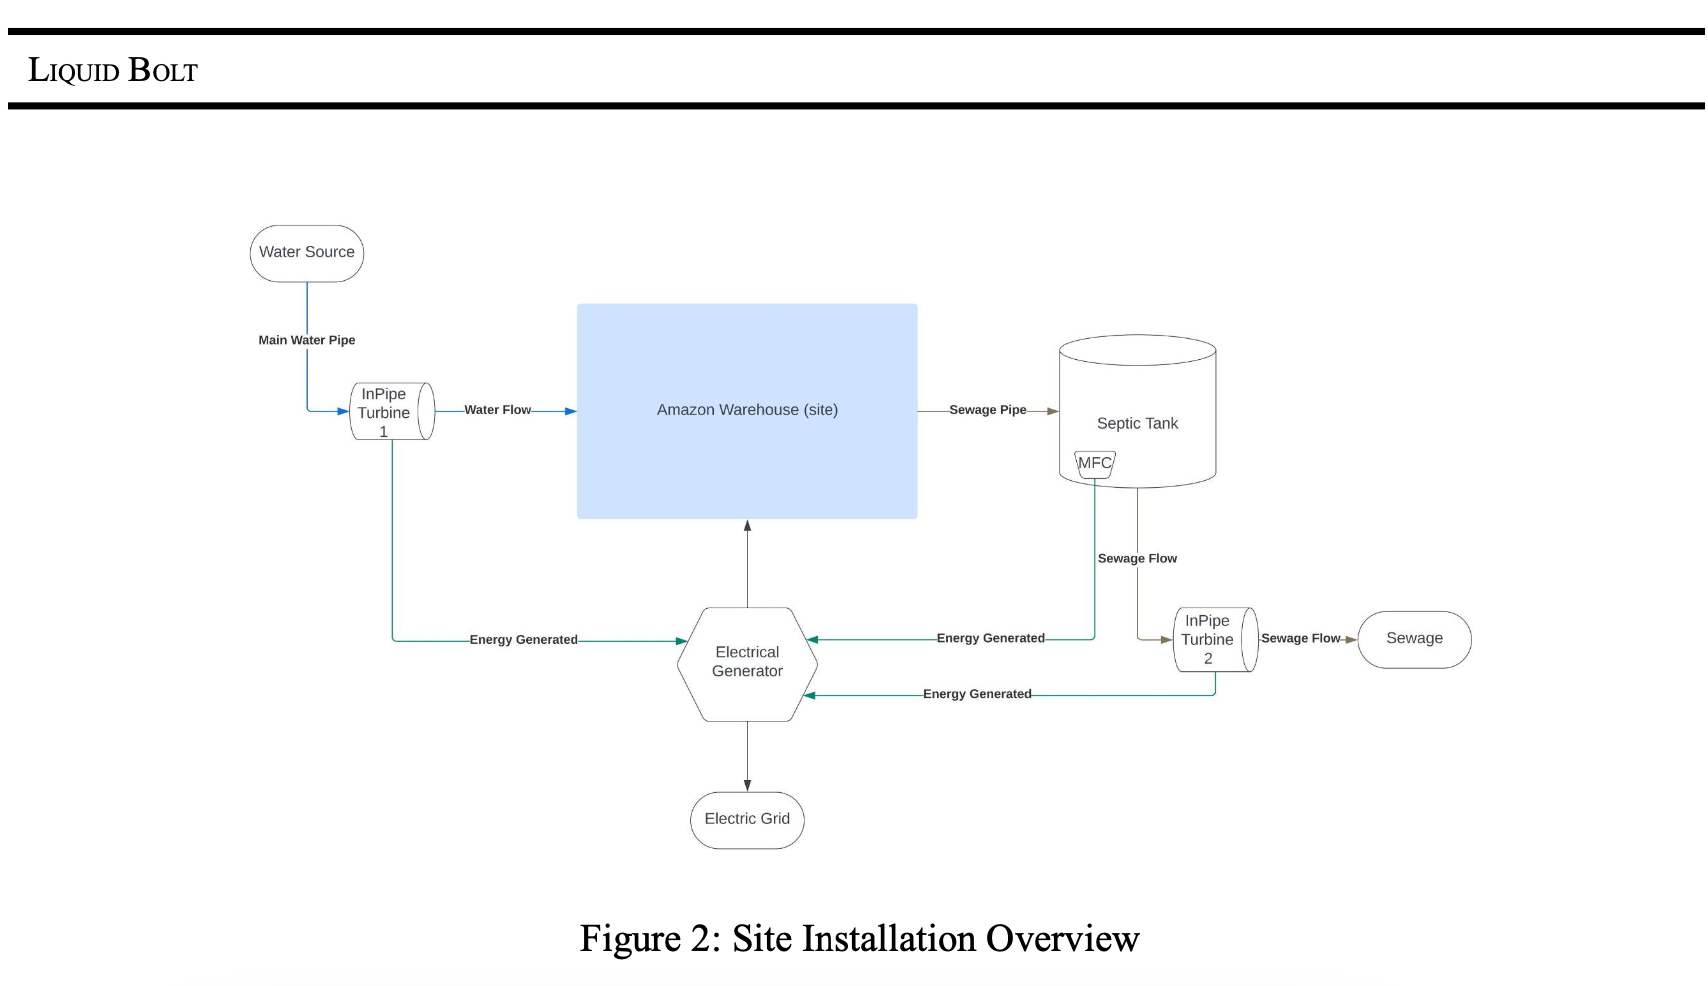 LIQUID BOLT
Water Source
Main Water Pipe
InPipe
Turbine
1
Water Flow
Amazon Warehouse (site)
Sewage Pipe
Septic Tank
MFC
Sewage Flow
Energy Generated
Electrical
Generator
Energy Generated
Energy Generated
InPipe
Turbine
2
Sewage Flow
Sewage
Electric Grid
Figure 2: Site Installation Overview